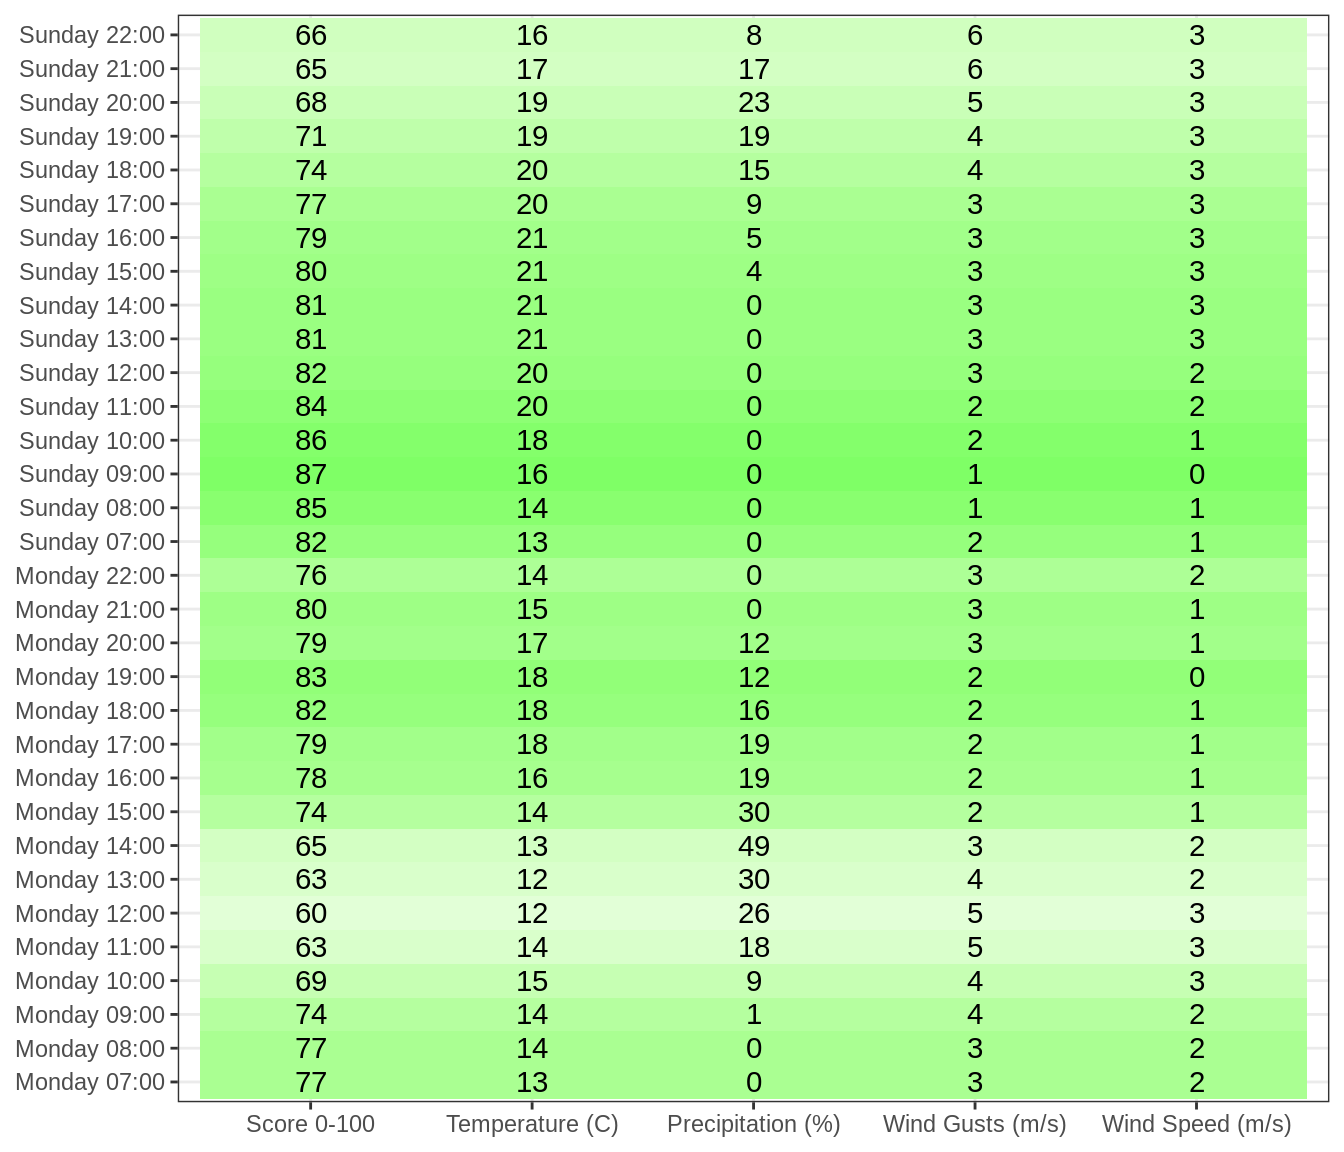 Sunday 22:00 66 16 8 6 3
Sunday 21:00 65 17 17 6 3
Sunday 20:00 68 19 23 5 3
Sunday 19:00 71 19 19 4 3
Sunday 18:00 74 20 15 4 3
Sunday 17:00 77 20 9 3 3
Sunday 16:00 79 21 5 3 3
Sunday 15:00 80 21 4 3 3
Sunday 14:00 81 21 0 3 3
Sunday 13:00 81 21 0 3 3
Sunday 12:00 82 20 0 3 2
Sunday 11:00 84 20 0 2 2
Sunday 10:00 86 18 0 2 1
Sunday 09:00 87 16 0 1 0
Sunday 08:00 85 14 0 1 1
Sunday 07:00 82 13 0 2 1
Monday 22:00 76 14 0 3 2
Monday 21:00 80 15 0 3 1
Monday 20:00 79 17 12 3 1
Monday 19:00 83 18 12 2 0
Monday 18:00 82 18 16 2 1
Monday 17:00 79 18 19 2 1
Monday 16:00 78 16 19 2 1
Monday 15:00 74 14 30 2 1
Monday 14:00 65 13 49 3 2
Monday 13:00 63 12 30 4 2
Monday 12:00 60 12 26 5 3
Monday 11:00 63 14 18 5 3
Monday 10:00 69 15 9 4 3
Monday 09:00 74 14 1 4 2
Monday 08:00 77 14 0 3 2
Monday 07:00 77 13 0 3 2
Score 0-100 Temperature (C) Precipitation (%) Wind Gusts (m/s) Wind Speed (m/s)